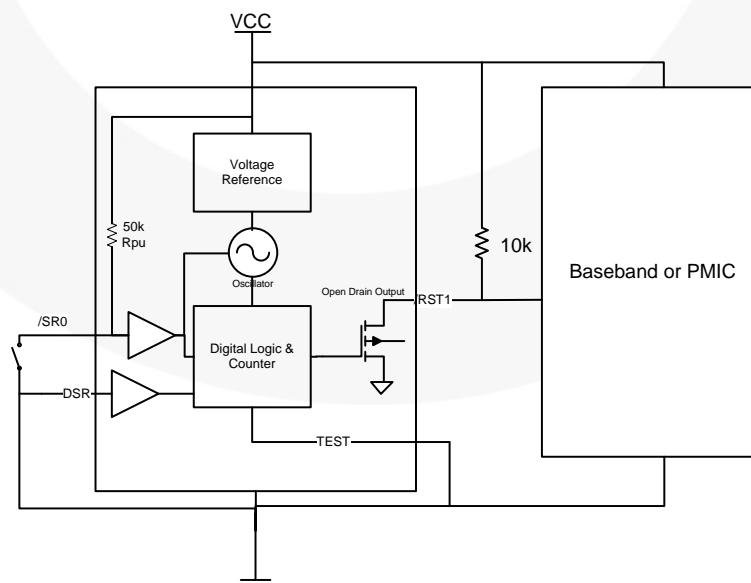 VCC
Voltage
Reference
50k
Rpu
10k
Oscillator
Open Drain Output
Baseband or PMIC
/RST1
/SR0
Digital Logic &
Counter
DSR
TEST